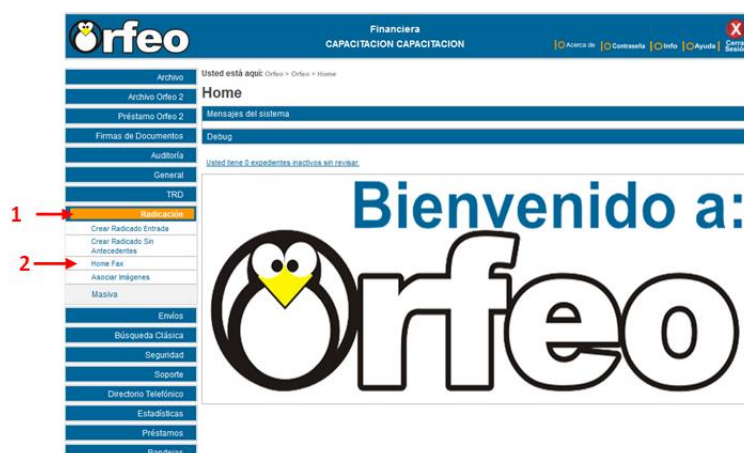 Orfeo
Financiera
CAPACITACION CAPACITACION
Acerca de
Contraseña
Info
Ayuda
X
Cerrar
Sesión
Archivo
Archivo Orfeo 2
Préstamo Orfeo 2
Firmas de Documentos
Auditoría
General
TRD
1
Radicación
Crear Radicado Entrada
Crear Radicado Sin
Antecedentes
2
Home Fax
Asociar Imágenes
Masiva
Envíos
Búsqueda Clásica
Seguridad
Soporte
Directorio Telefónico
Estadísticas
Préstamos
Bandejas
Usted está aquí: Orfeo > Orfeo > Home
Home
Mensajes del sistema
Debug
Usted tiene 0 expedientes inactivos sin revisar.
Bienvenido a:
Orfeo